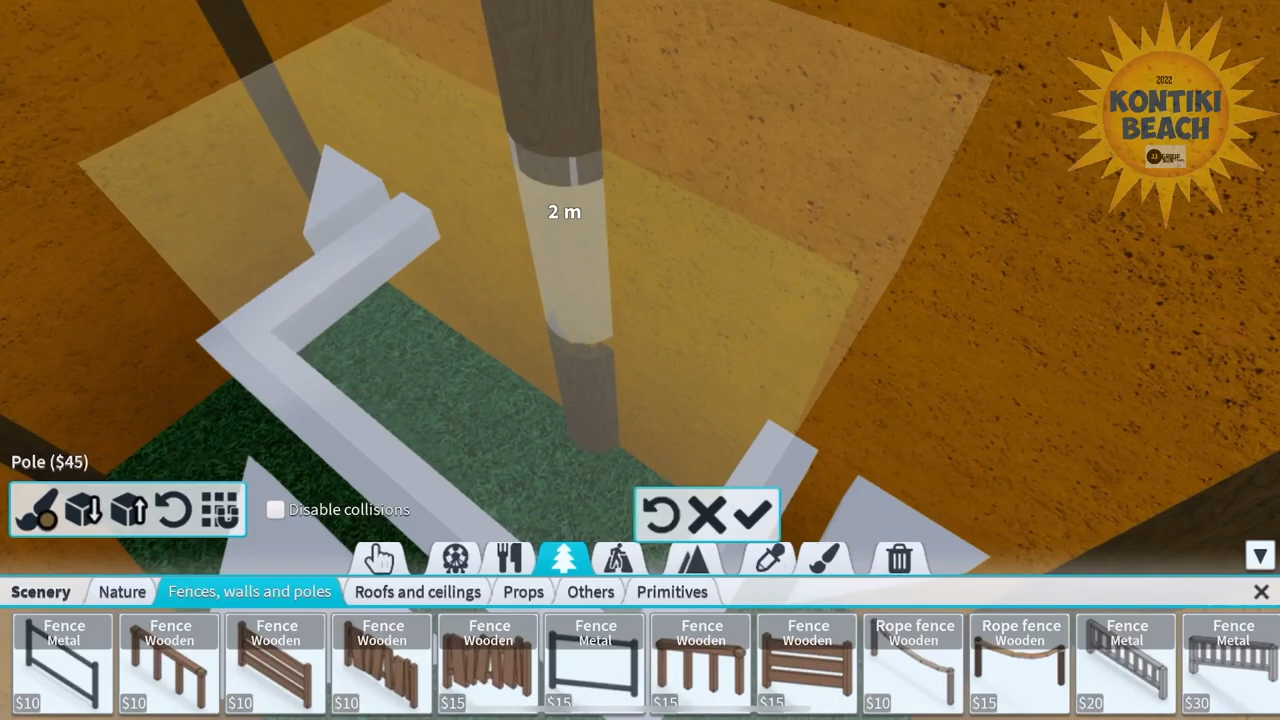 2022
KONTIKI
BEACH
JJ GROUP
2 m
Pole ($45)
Disable collisions
Scenery
Nature
Fences, walls and poles
Roofs and ceilings
Props
Others
Primitives
Fence
Metal
$10
Fence
Wooden
$10
Fence
Wooden
$10
Fence
Wooden
$10
Fence
Wooden
$15
Fence
Metal
$15
Fence
Wooden
$15
Fence
Wooden
$15
Rope fence
Wooden
$10
Rope fence
Wooden
$15
Fence
Metal
$20
Fence
Metal
$30